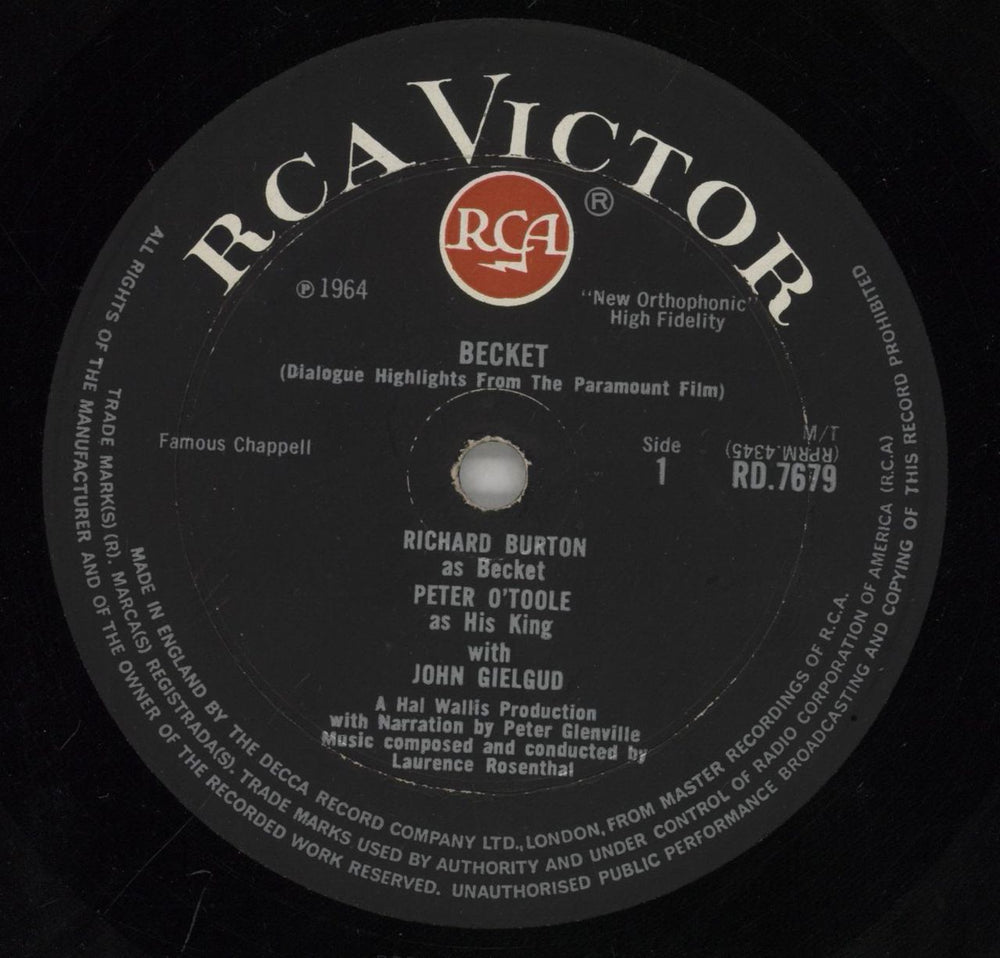 RCA VICTOR
RCA
®
℗ 1964
"New Orthophonic"
High Fidelity
BECKET
(Dialogue Highlights From The Paramount Film)
Famous Chappell
Side
1
M/T
(RPRM.4345)
RD.7679
RICHARD BURTON
as Becket
PETER O'TOOLE
as His King
with
JOHN GIELGUD
A Hal Wallis Production
with Narration by Peter Glenville
Music composed and conducted by
Laurence Rosenthal
MADE IN ENGLAND BY THE DECCA RECORD COMPANY LTD., LONDON, FROM MASTER RECORDINGS OF R.C.A.
TRADE MARK(S) (R). MARCA(S) REGISTRADA(S). TRADE MARKS USED BY AUTHORITY AND UNDER CONTROL OF RADIO CORPORATION OF AMERICA (R.C.A)
ALL RIGHTS OF THE MANUFACTURER AND OF THE OWNER OF THE RECORDED WORK RESERVED. UNAUTHORISED PUBLIC PERFORMANCE BROADCASTING AND COPYING OF THIS RECORD PROHIBITED